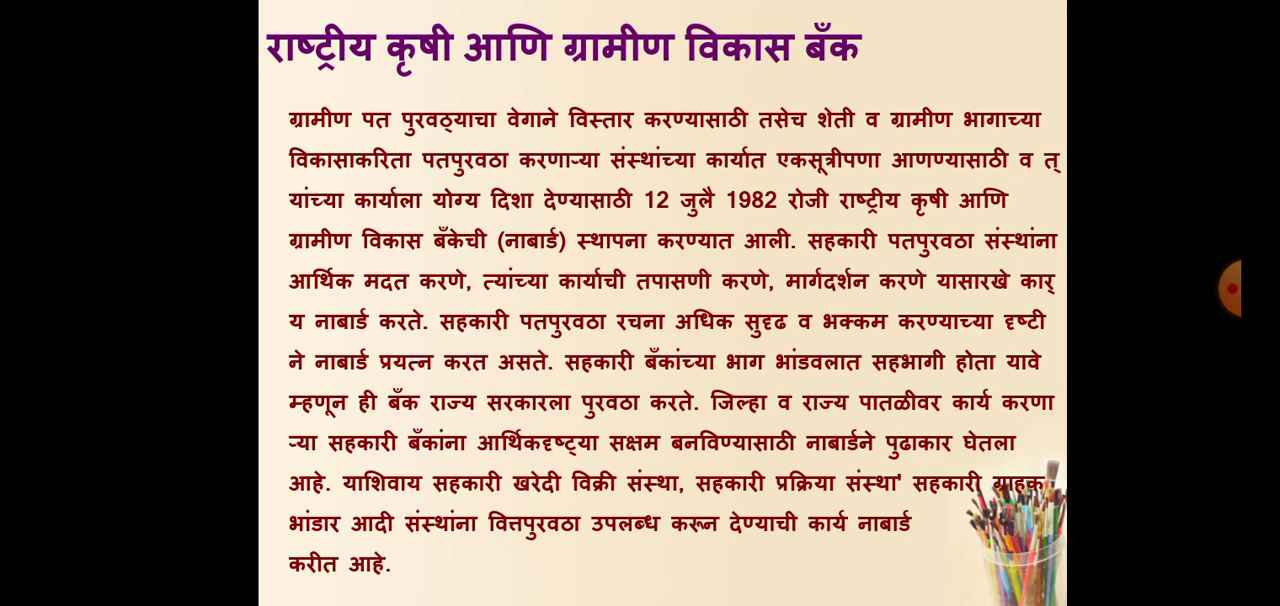 राष्ट्रीय कृषी आणि ग्रामीण विकास बँक
ग्रामीण पत पुरवठ्याचा वेगाने विस्तार करण्यासाठी तसेच शेती व ग्रामीण भागाच्या
विकासाकरिता पतपुरवठा करणाऱ्या संस्थांच्या कार्यात एकसूत्रीपणा आणण्यासाठी व त्
यांच्या कार्याला योग्य दिशा देण्यासाठी 12 जुलै 1982 रोजी राष्ट्रीय कृषी आणि
ग्रामीण विकास बँकेची (नाबार्ड) स्थापना करण्यात आली. सहकारी पतपुरवठा संस्थांना
आर्थिक मदत करणे, त्यांच्या कार्याची तपासणी करणे, मार्गदर्शन करणे यासारखे कार्
य नाबार्ड करते. सहकारी पतपुरवठा रचना अधिक सुदृढ व भक्कम करण्याच्या दृष्टी
ने नाबार्ड प्रयत्न करत असते. सहकारी बँकांच्या भाग भांडवलात सहभागी होता यावे
म्हणून ही बँक राज्य सरकारला पुरवठा करते. जिल्हा व राज्य पातळीवर कार्य करणा
ऱ्या सहकारी बँकांना आर्थिकदृष्ट्या सक्षम बनविण्यासाठी नाबार्डने पुढाकार घेतला
आहे. याशिवाय सहकारी खरेदी विक्री संस्था, सहकारी प्रक्रिया संस्था' सहकारी ग्राहक
भांडार आदी संस्थांना वित्तपुरवठा उपलब्ध करून देण्याची कार्य नाबार्ड
करीत आहे.